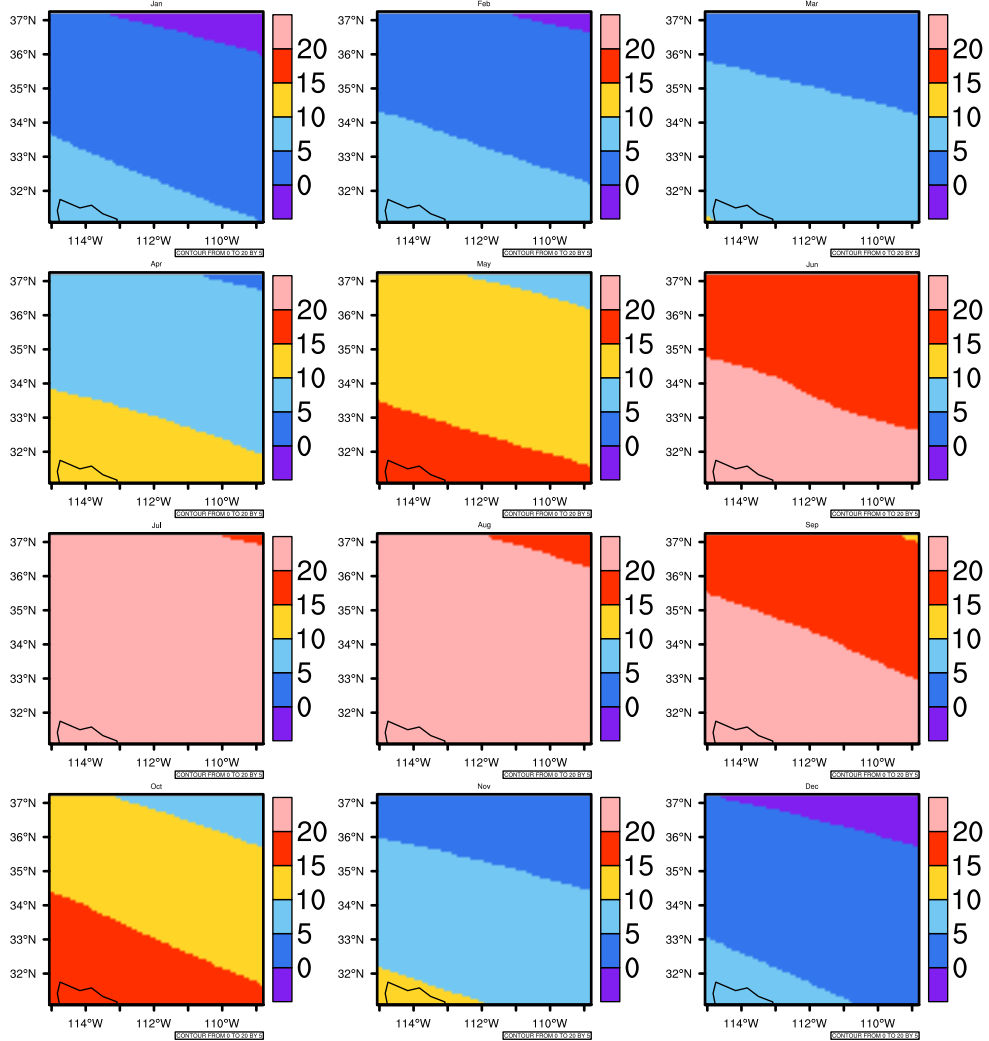 Jan Feb Mar
37°N 37°N 37°N
36°N 20 36°N 20 36°N 20
35°N 15 35°N 15 35°N 15
34°N 10 34°N 10 34°N 10
33°N 5 33°N 5 33°N 5
32°N 0 32°N 0 32°N 0
114°W 112°W 110°W 114°W 112°W 110°W 114°W 112°W 110°W
CONTOUR FROM 0 TO 20 BY 5 CONTOUR FROM 0 TO 20 BY 5 CONTOUR FROM 0 TO 20 BY 5
Apr May Jun
37°N 37°N 37°N
36°N 20 36°N 20 36°N 20
35°N 15 35°N 15 35°N 15
34°N 10 34°N 10 34°N 10
33°N 5 33°N 5 33°N 5
32°N 0 32°N 0 32°N 0
114°W 112°W 110°W 114°W 112°W 110°W 114°W 112°W 110°W
CONTOUR FROM 0 TO 20 BY 5 CONTOUR FROM 0 TO 20 BY 5 CONTOUR FROM 0 TO 20 BY 5
Jul Aug Sep
37°N 37°N 37°N
36°N 20 36°N 20 36°N 20
35°N 15 35°N 15 35°N 15
34°N 10 34°N 10 34°N 10
33°N 5 33°N 5 33°N 5
32°N 0 32°N 0 32°N 0
114°W 112°W 110°W 114°W 112°W 110°W 114°W 112°W 110°W
CONTOUR FROM 0 TO 20 BY 5 CONTOUR FROM 0 TO 20 BY 5 CONTOUR FROM 0 TO 20 BY 5
Oct Nov Dec
37°N 37°N 37°N
36°N 20 36°N 20 36°N 20
35°N 15 35°N 15 35°N 15
34°N 10 34°N 10 34°N 10
33°N 5 33°N 5 33°N 5
32°N 0 32°N 0 32°N 0
114°W 112°W 110°W 114°W 112°W 110°W 114°W 112°W 110°W
CONTOUR FROM 0 TO 20 BY 5 CONTOUR FROM 0 TO 20 BY 5 CONTOUR FROM 0 TO 20 BY 5